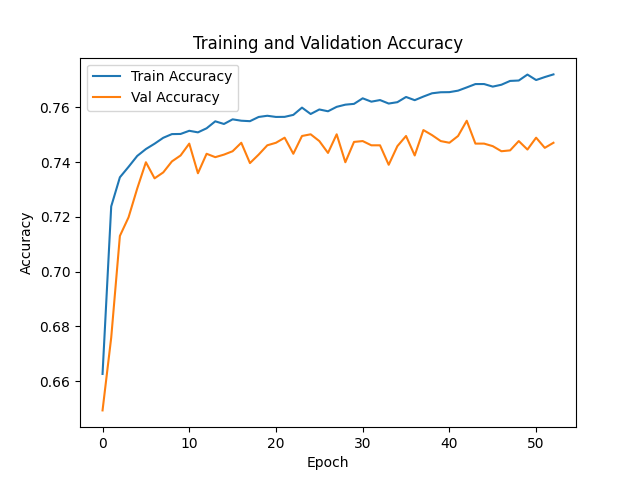 Training and Validation Accuracy
Train Accuracy
Val Accuracy
0.76
0.74
0.72
0.70
0.68
0.66
Accuracy
0 10 20 30 40 50
Epoch